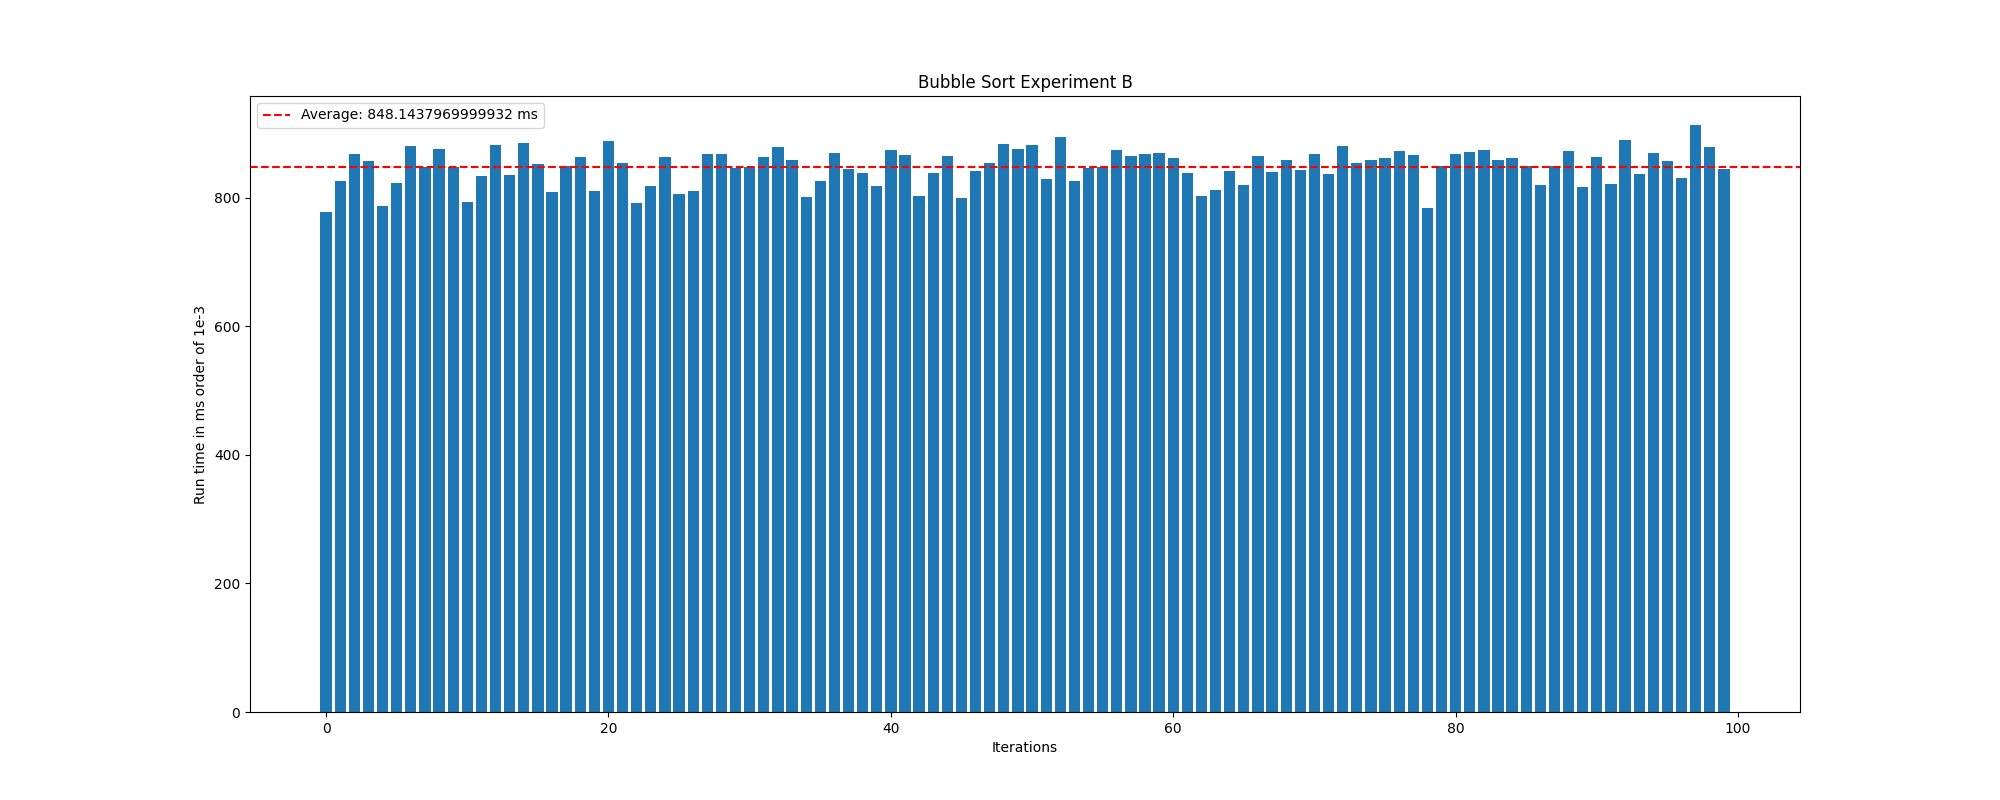 Bubble Sort Experiment B
Average: 848.1437969999932 ms
800
600
400
200
0
Run time in ms order of 1e-3
0 20 40 60 80 100
Iterations